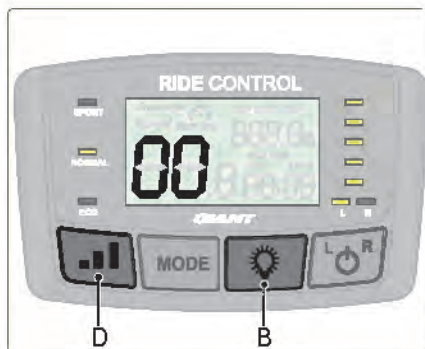 RIDE CONTROL
SPORT
NORMAL
ECO
00
L R
GIANT
MODE
L R
D B